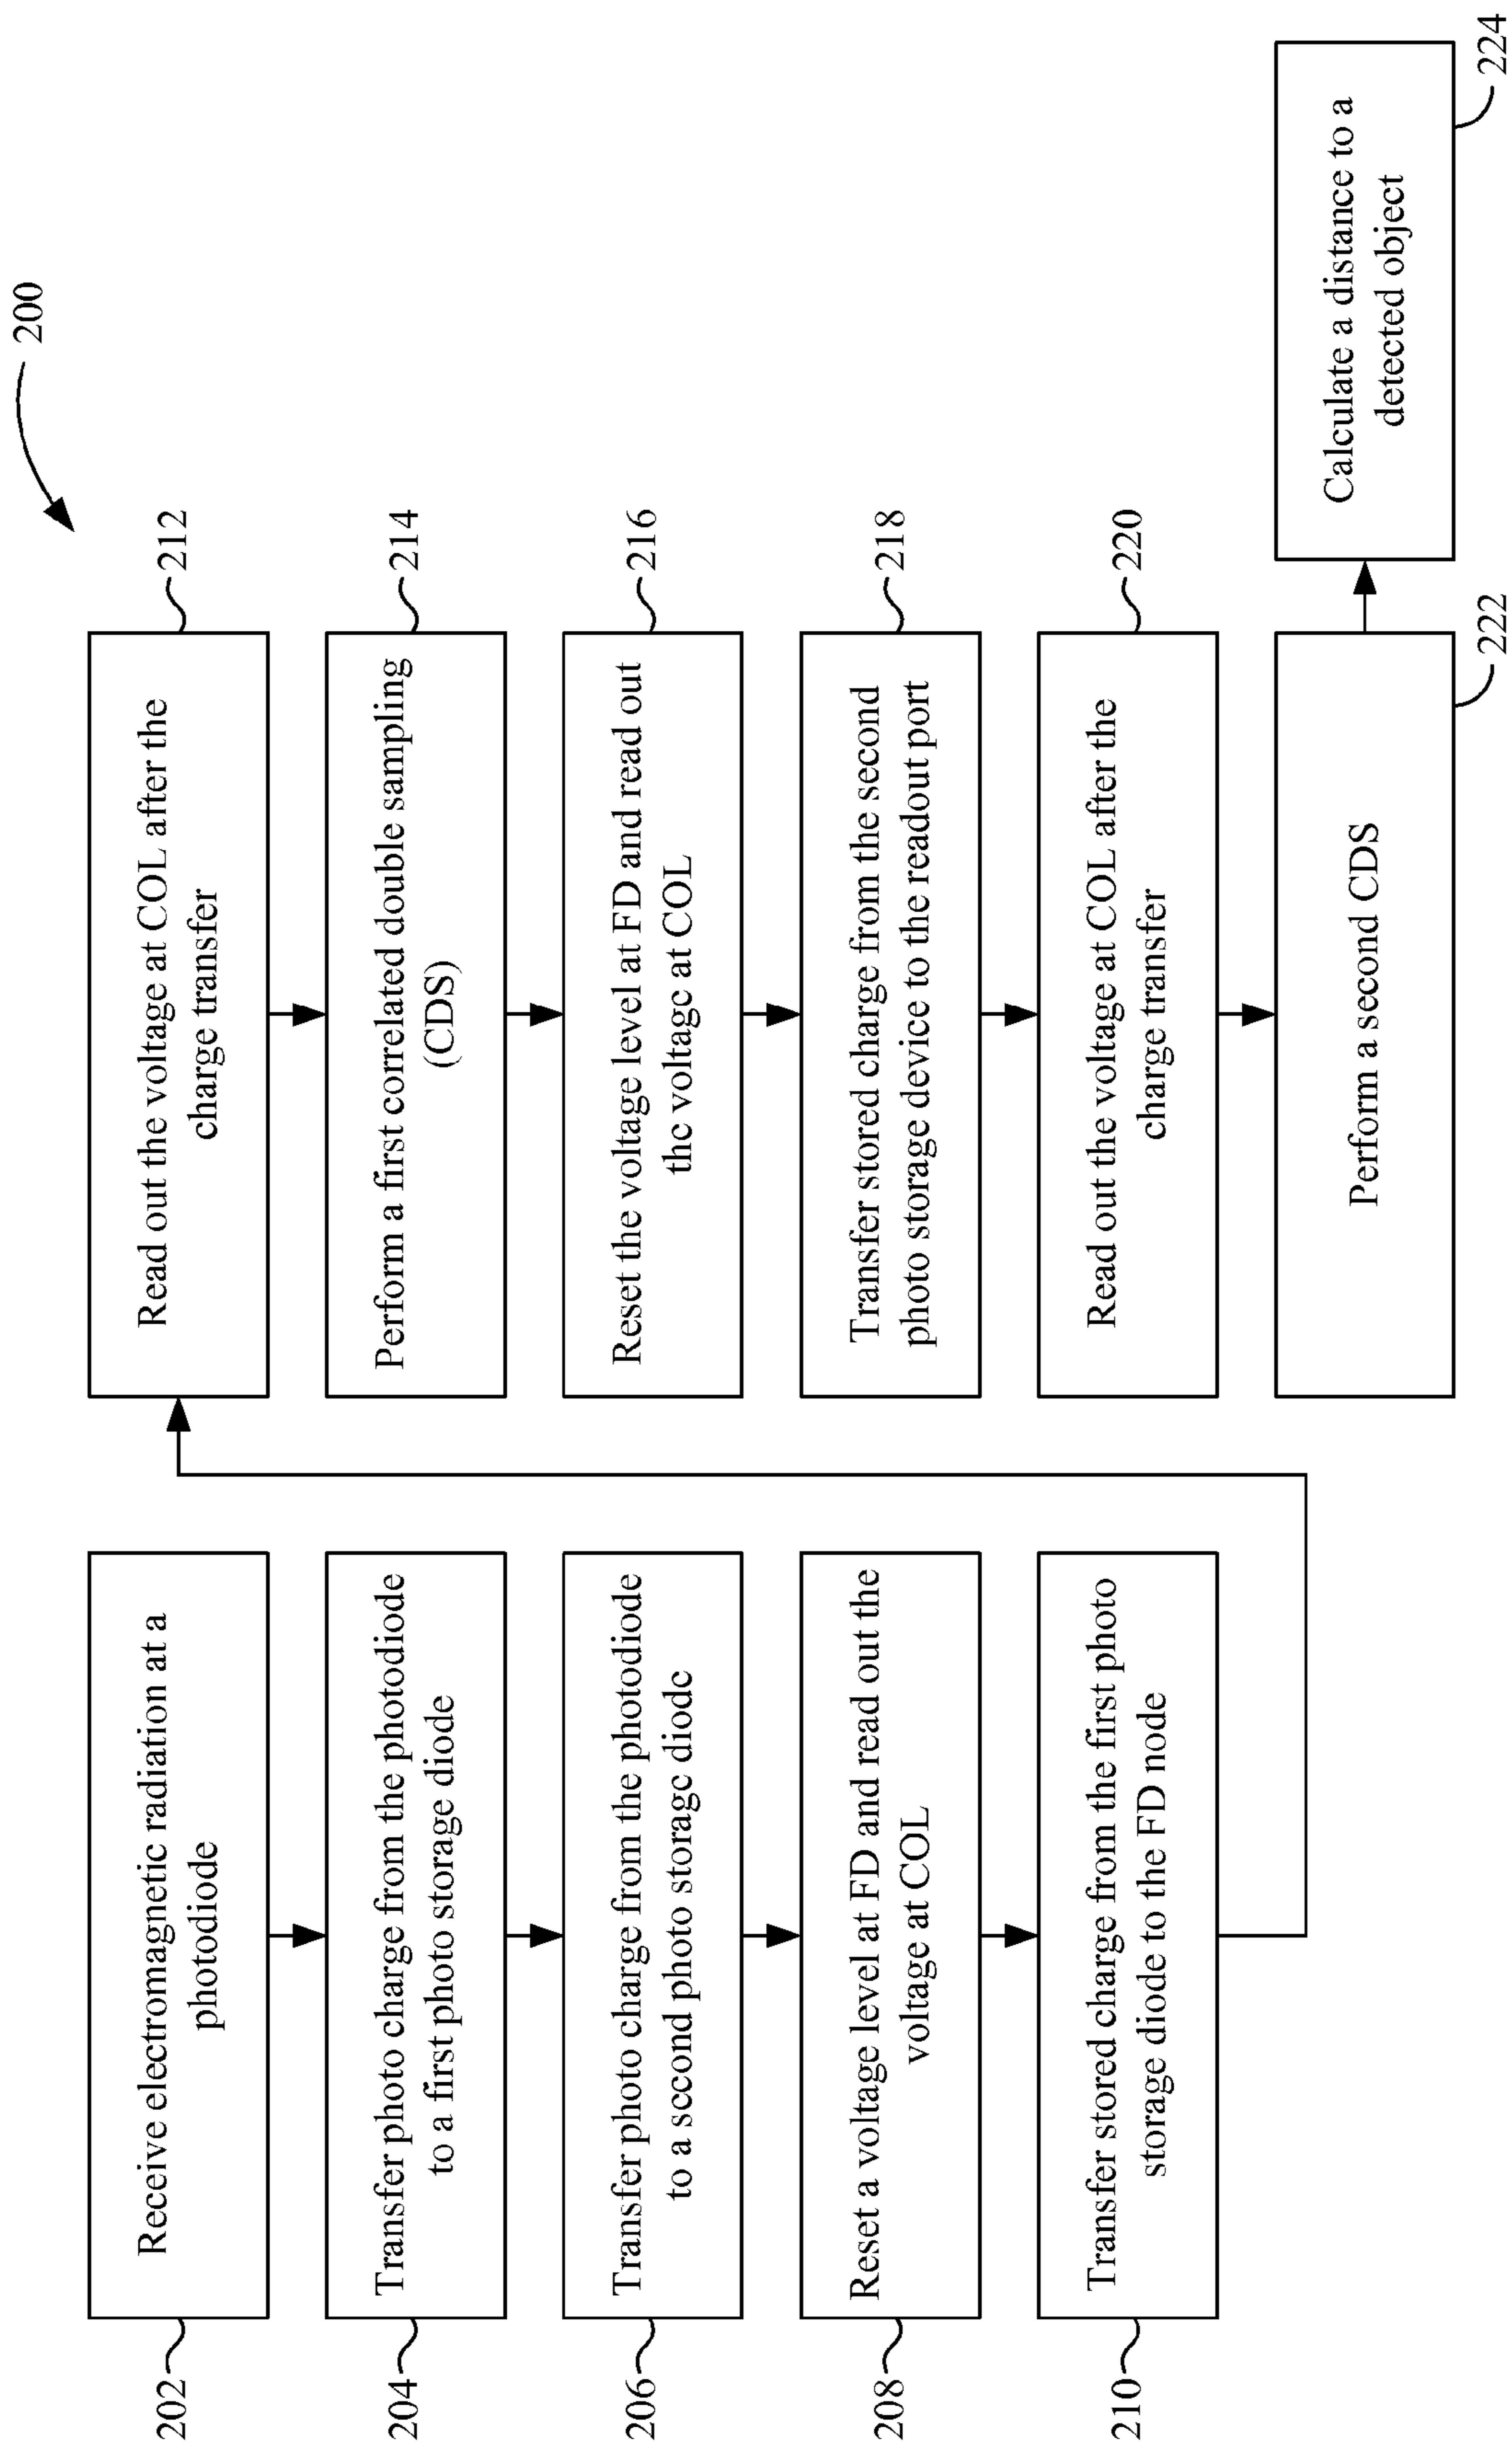 200
202
Receive electromagnetic radiation at a
photodiode
204
Transfer photo charge from the photodiode
to a first photo storage diode
206
Transfer photo charge from the photodiode
to a second photo storage diode
208
Reset a voltage level at FD and read out the
voltage at COL
210
Transfer stored charge from the first photo
storage diode to the FD node
Read out the voltage at COL after the
charge transfer
212
Perform a first correlated double sampling
(CDS)
214
Reset the voltage level at FD and read out
the voltage at COL
216
Transfer stored charge from the second
photo storage device to the readout port
218
Read out the voltage at COL after the
charge transfer
220
Perform a second CDS
222
Calculate a distance to a
detected object
224